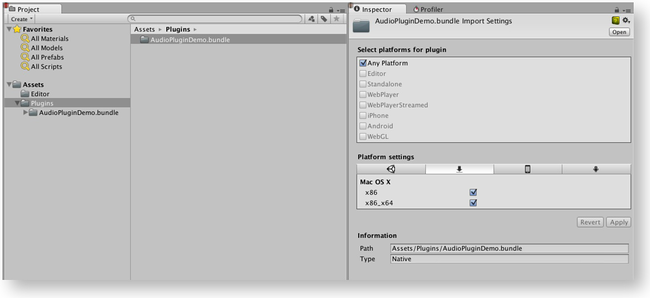 Project
Create
Favorites
All Materials
All Models
All Prefabs
All Scripts
Assets
Editor
Plugins
AudioPluginDemo.bundle
Assets Plugins
AudioPluginDemo.bundle
Inspector
Profiler
AudioPluginDemo.bundle Import Settings
Open
Select platforms for plugin
Any Platform
Editor
Standalone
WebPlayer
WebPlayerStreamed
iPhone
Android
WebGL
Platform settings
Mac OS X
x86
x86_x64
Revert Apply
Information
Path Assets/Plugins/AudioPluginDemo.bundle
Type Native